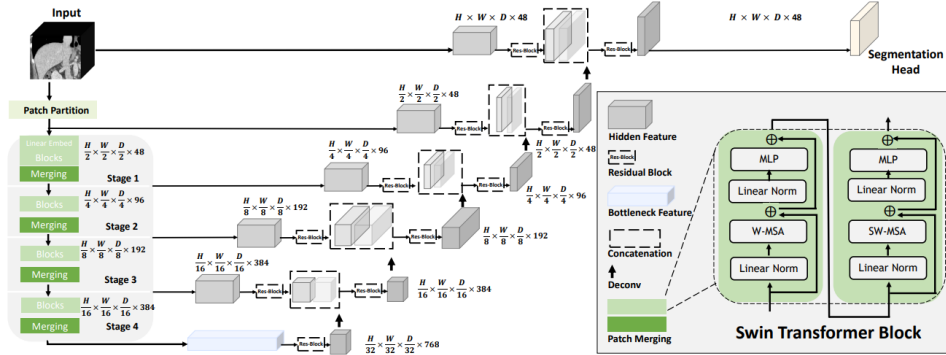 Input
Patch Partition
Linear Embed
Blocks
Merging
H/2 × W/2 × D/2 × 48
Stage 1
Blocks
Merging
H/4 × W/4 × D/4 × 96
Stage 2
Blocks
Merging
H/8 × W/8 × D/8 × 192
Stage 3
Blocks
Merging
H/16 × W/16 × D/16 × 384
Stage 4
H × W × D × 48
Res-Block
Res-Block
H × W × D × 48
Segmentation
Head
H/2 × W/2 × D/2 × 48
Res-Block
Res-Block
H/2 × W/2 × D/2 × 48
H/4 × W/4 × D/4 × 96
Res-Block
Res-Block
H/4 × W/4 × D/4 × 96
H/8 × W/8 × D/8 × 192
Res-Block
Res-Block
H/8 × W/8 × D/8 × 192
H/16 × W/16 × D/16 × 384
Res-Block
Res-Block
H/16 × W/16 × D/16 × 384
Res-Block
H/32 × W/32 × D/32 × 768
Hidden Feature
Res-Block
Residual Block
Bottleneck Feature
Concatenation
Deconv
Patch Merging
MLP
Linear Norm
W-MSA
Linear Norm
MLP
Linear Norm
SW-MSA
Linear Norm
Swin Transformer Block